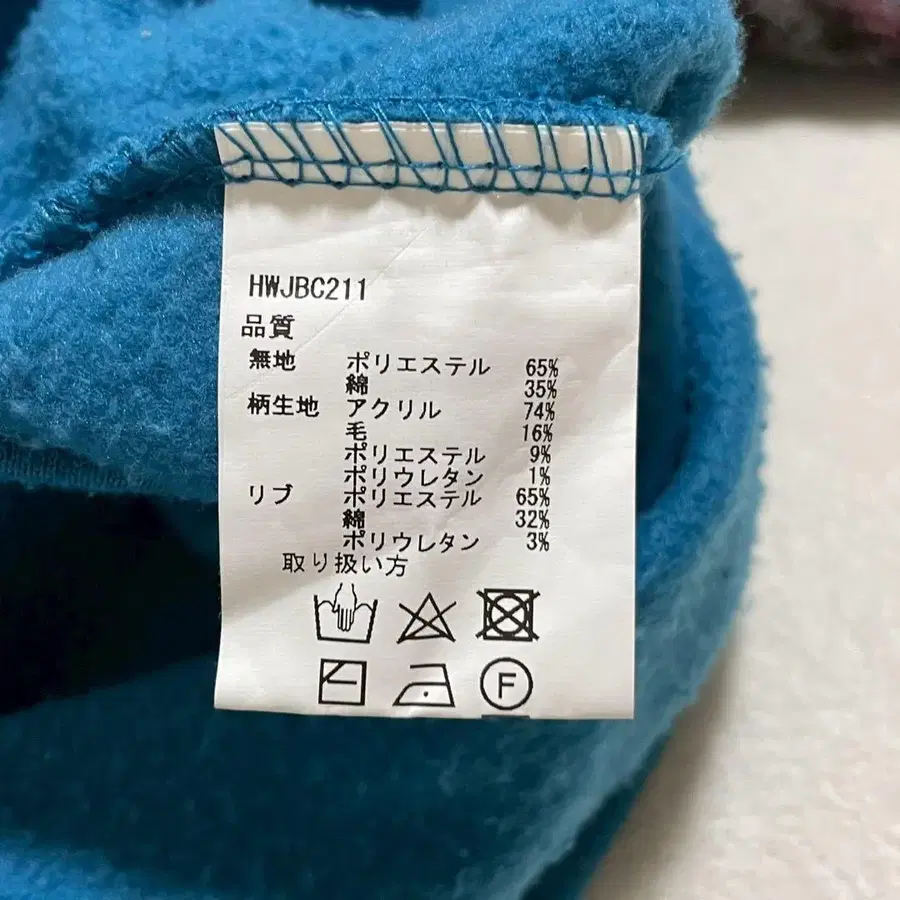 HWJBC211
品質
無地 ポリエステル 65%
綿 35%
柄生地 アクリル 74%
毛 16%
ポリエステル 9%
ポリウレタン 1%
リブ ポリエステル 65%
綿 32%
ポリウレタン 3%
取り扱い方
F